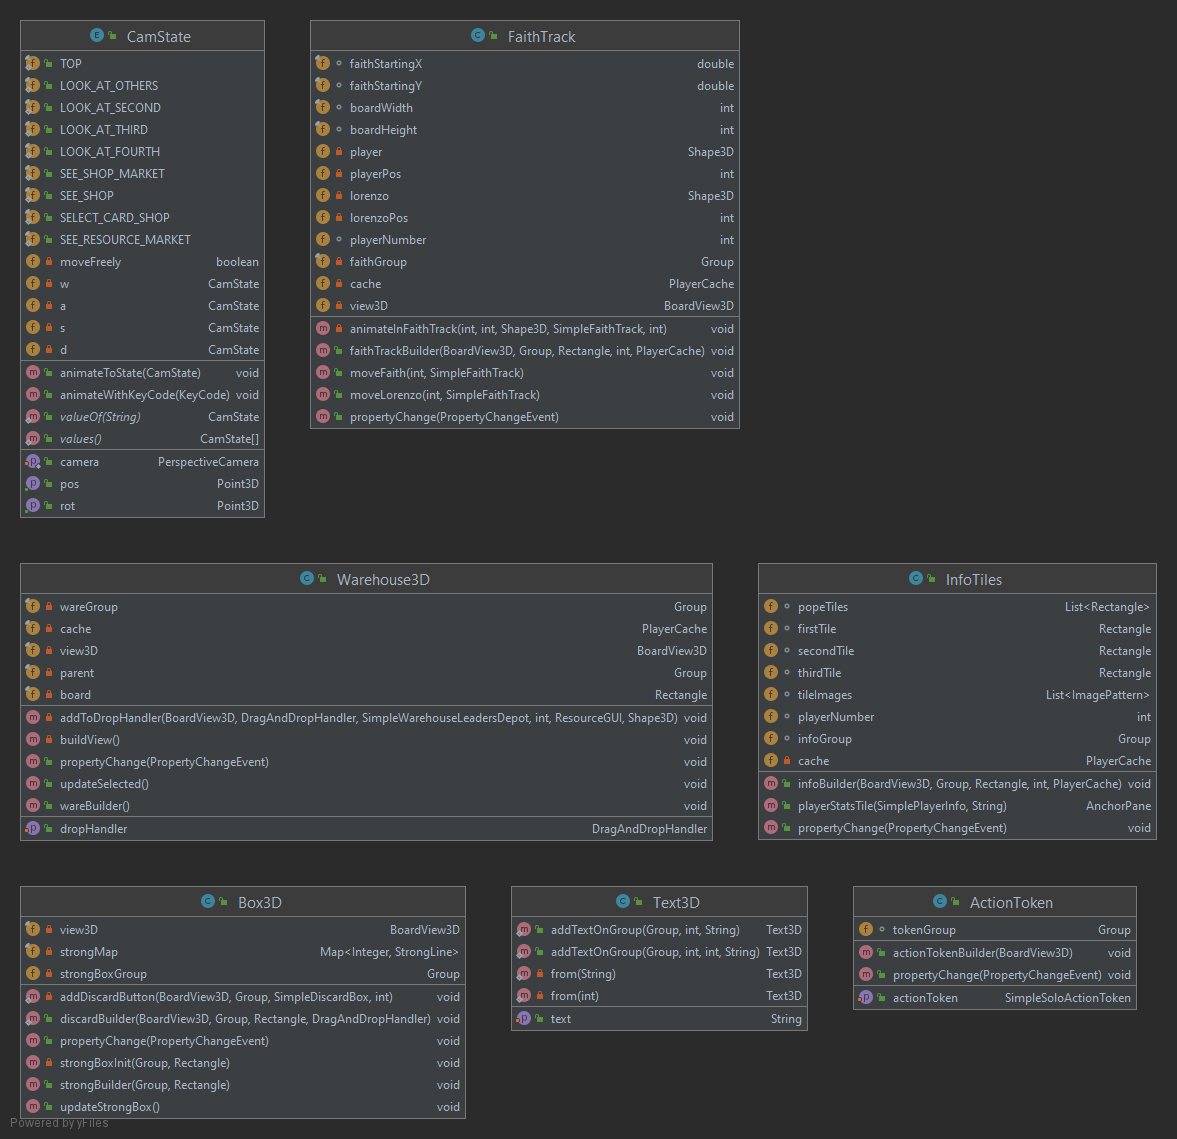 CamState
TOP
LOOK_AT_OTHERS
LOOK_AT_SECOND
LOOK_AT_THIRD
LOOK_AT_FOURTH
SEE_SHOP_MARKET
SEE_SHOP
SELECT_CARD_SHOP
SEE_RESOURCE_MARKET
moveFreely boolean
w CamState
a CamState
s CamState
d CamState
animateToState(CamState) void
animateWithKeyCode(KeyCode) void
valueOf(String) CamState
values() CamState[]
camera PerspectiveCamera
pos Point3D
rot Point3D
FaithTrack
faithStartingX double
faithStartingY double
boardWidth int
boardHeight int
player Shape3D
playerPos int
lorenzo Shape3D
lorenzoPos int
playerNumber int
faithGroup Group
cache PlayerCache
view3D BoardView3D
animateInFaithTrack(int, int, Shape3D, SimpleFaithTrack, int) void
faithTrackBuilder(BoardView3D, Group, Rectangle, int, PlayerCache) void
moveFaith(int, SimpleFaithTrack) void
moveLorenzo(int, SimpleFaithTrack) void
propertyChange(PropertyChangeEvent) void
Warehouse3D
wareGroup Group
cache PlayerCache
view3D BoardView3D
parent Group
board Rectangle
addToDropHandler(BoardView3D, DragAndDropHandler, SimpleWarehouseLeadersDepot, int, ResourceGUI, Shape3D) void
buildView() void
propertyChange(PropertyChangeEvent) void
updateSelected() void
wareBuilder() void
dropHandler DragAndDropHandler
InfoTiles
popeTiles List<Rectangle>
firstTile Rectangle
secondTile Rectangle
thirdTile Rectangle
tileImages List<ImagePattern>
playerNumber int
infoGroup Group
cache PlayerCache
infoBuilder(BoardView3D, Group, Rectangle, int, PlayerCache) void
playerStatsTile(SimplePlayerInfo, String) AnchorPane
propertyChange(PropertyChangeEvent) void
Box3D
view3D BoardView3D
strongMap Map<Integer, StrongLine>
strongBoxGroup Group
addDiscardButton(BoardView3D, Group, SimpleDiscardBox, int) void
discardBuilder(BoardView3D, Group, Rectangle, DragAndDropHandler) void
propertyChange(PropertyChangeEvent) void
strongBoxInit(Group, Rectangle) void
strongBuilder(Group, Rectangle) void
updateStrongBox() void
Text3D
addTextOnGroup(Group, int, String) Text3D
addTextOnGroup(Group, int, int, String) Text3D
from(String) Text3D
from(int) Text3D
text String
ActionToken
tokenGroup Group
actionTokenBuilder(BoardView3D) void
propertyChange(PropertyChangeEvent) void
actionToken SimpleSoloActionToken
Powered by yFiles